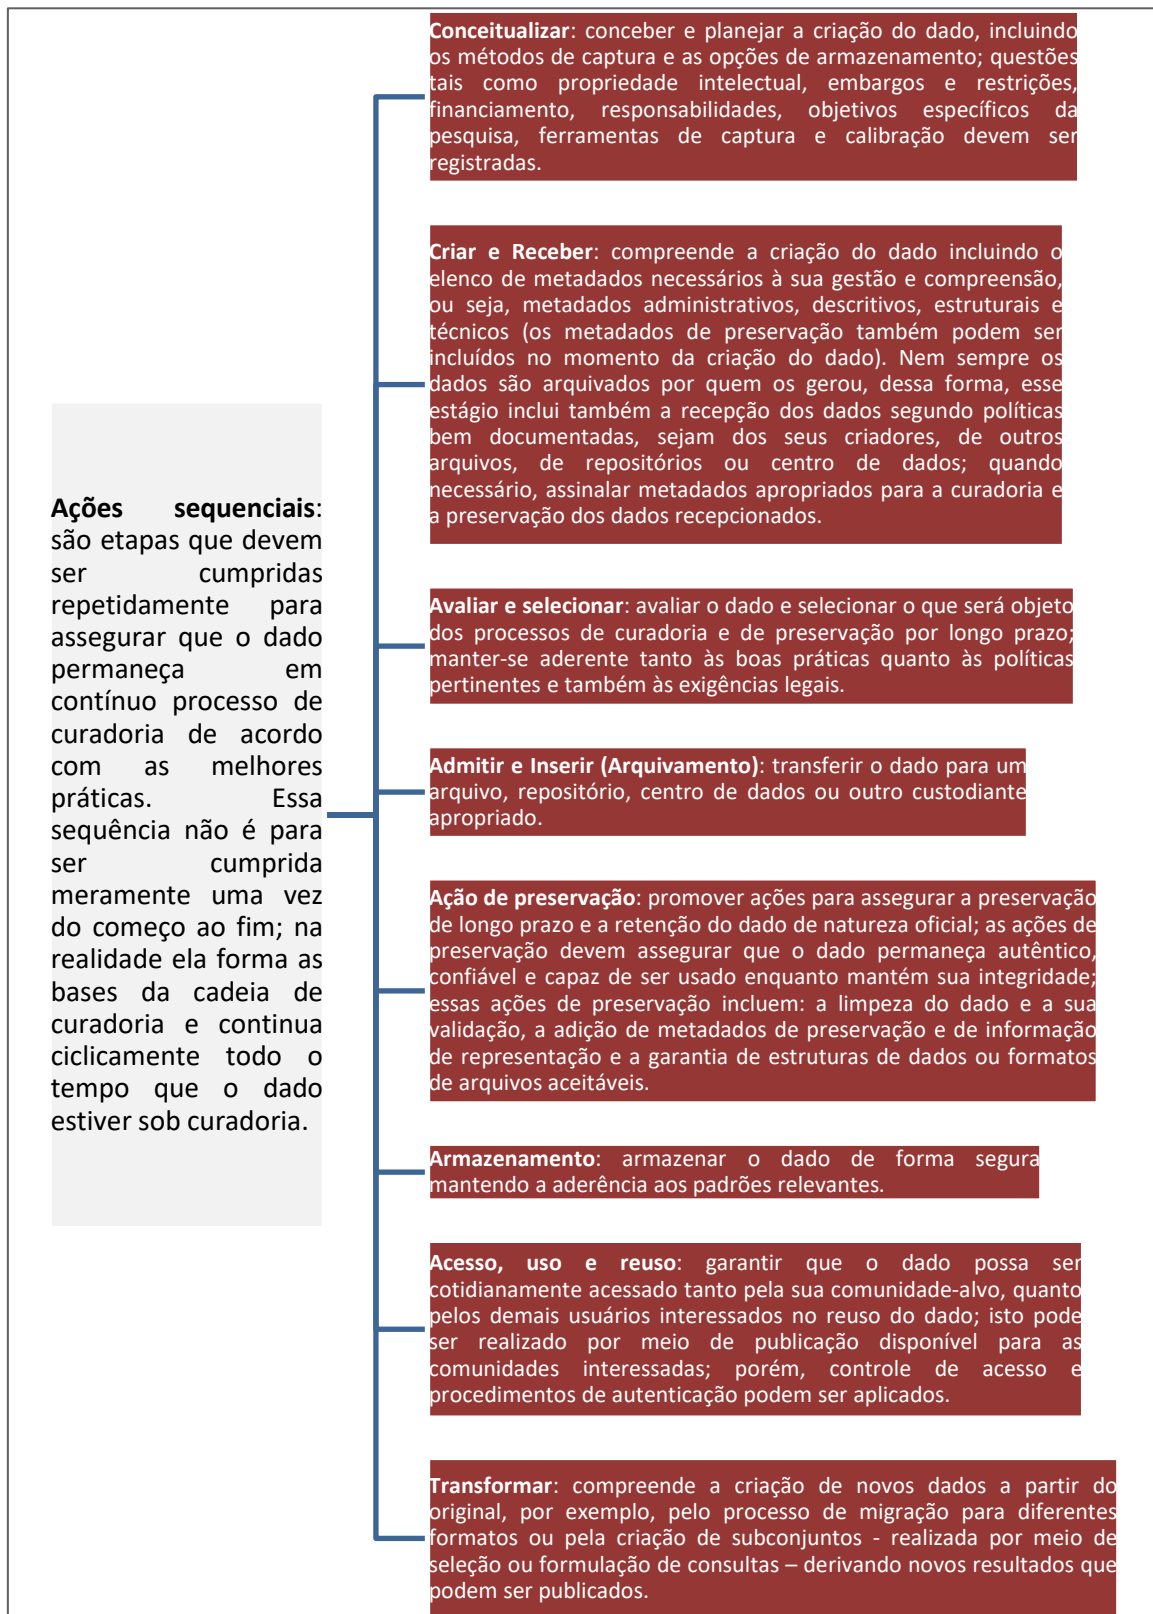 Ações sequenciais:
são etapas que devem
ser cumpridas
repetidamente para
assegurar que o dado
permaneça em
contínuo processo de
curadoria de acordo
com as melhores
práticas. Essa
sequência não é para
ser cumprida
meramente uma vez
do começo ao fim; na
realidade ela forma as
bases da cadeia de
curadoria e continua
ciclicamente todo o
tempo que o dado
estiver sob curadoria.
Conceitualizar: conceber e planejar a criação do dado, incluindo
os métodos de captura e as opções de armazenamento; questões
tais como propriedade intelectual, embargos e restrições,
financiamento, responsabilidades, objetivos específicos da
pesquisa, ferramentas de captura e calibração devem ser
registradas.
Criar e Receber: compreende a criação do dado incluindo o
elenco de metadados necessários à sua gestão e compreensão,
ou seja, metadados administrativos, descritivos, estruturais e
técnicos (os metadados de preservação também podem ser
incluídos no momento da criação do dado). Nem sempre os
dados são arquivados por quem os gerou, dessa forma, esse
estágio inclui também a recepção dos dados segundo políticas
bem documentadas, sejam dos seus criadores, de outros
arquivos, de repositórios ou centro de dados; quando
necessário, assinalar metadados apropriados para a curadoria e
a preservação dos dados recepcionados.
Avaliar e selecionar: avaliar o dado e selecionar o que será objeto
dos processos de curadoria e de preservação por longo prazo;
manter-se aderente tanto às boas práticas quanto às políticas
pertinentes e também às exigências legais.
Admitir e Inserir (Arquivamento): transferir o dado para um
arquivo, repositório, centro de dados ou outro custodiante
apropriado.
Ação de preservação: promover ações para assegurar a preservação
de longo prazo e a retenção do dado de natureza oficial; as ações de
preservação devem assegurar que o dado permaneça autêntico,
confiável e capaz de ser usado enquanto mantém sua integridade;
essas ações de preservação incluem: a limpeza do dado e a sua
validação, a adição de metadados de preservação e de informação
de representação e a garantia de estruturas de dados ou formatos
de arquivos aceitáveis.
Armazenamento: armazenar o dado de forma segura
mantendo a aderência aos padrões relevantes.
Acesso, uso e reuso: garantir que o dado possa ser
cotidianamente acessado tanto pela sua comunidade-alvo, quanto
pelos demais usuários interessados no reuso do dado; isto pode
ser realizado por meio de publicação disponível para as
comunidades interessadas; porém, controle de acesso e
procedimentos de autenticação podem ser aplicados.
Transformar: compreende a criação de novos dados a partir do
original, por exemplo, pelo processo de migração para diferentes
formatos ou pela criação de subconjuntos - realizada por meio de
seleção ou formulação de consultas – derivando novos resultados que
podem ser publicados.